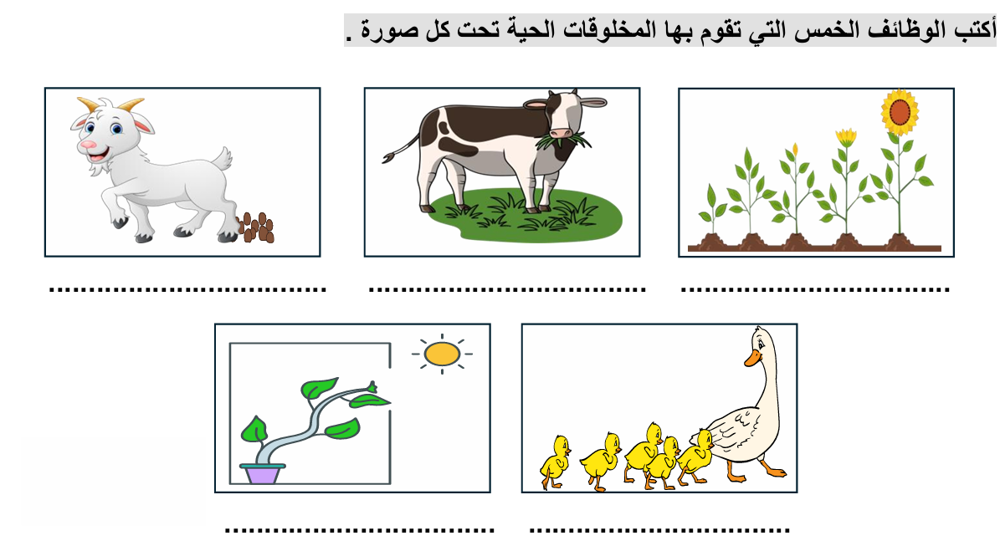 أكتب الوظائف الخمس التي تقوم بها المخلوقات الحية تحت كل صورة .